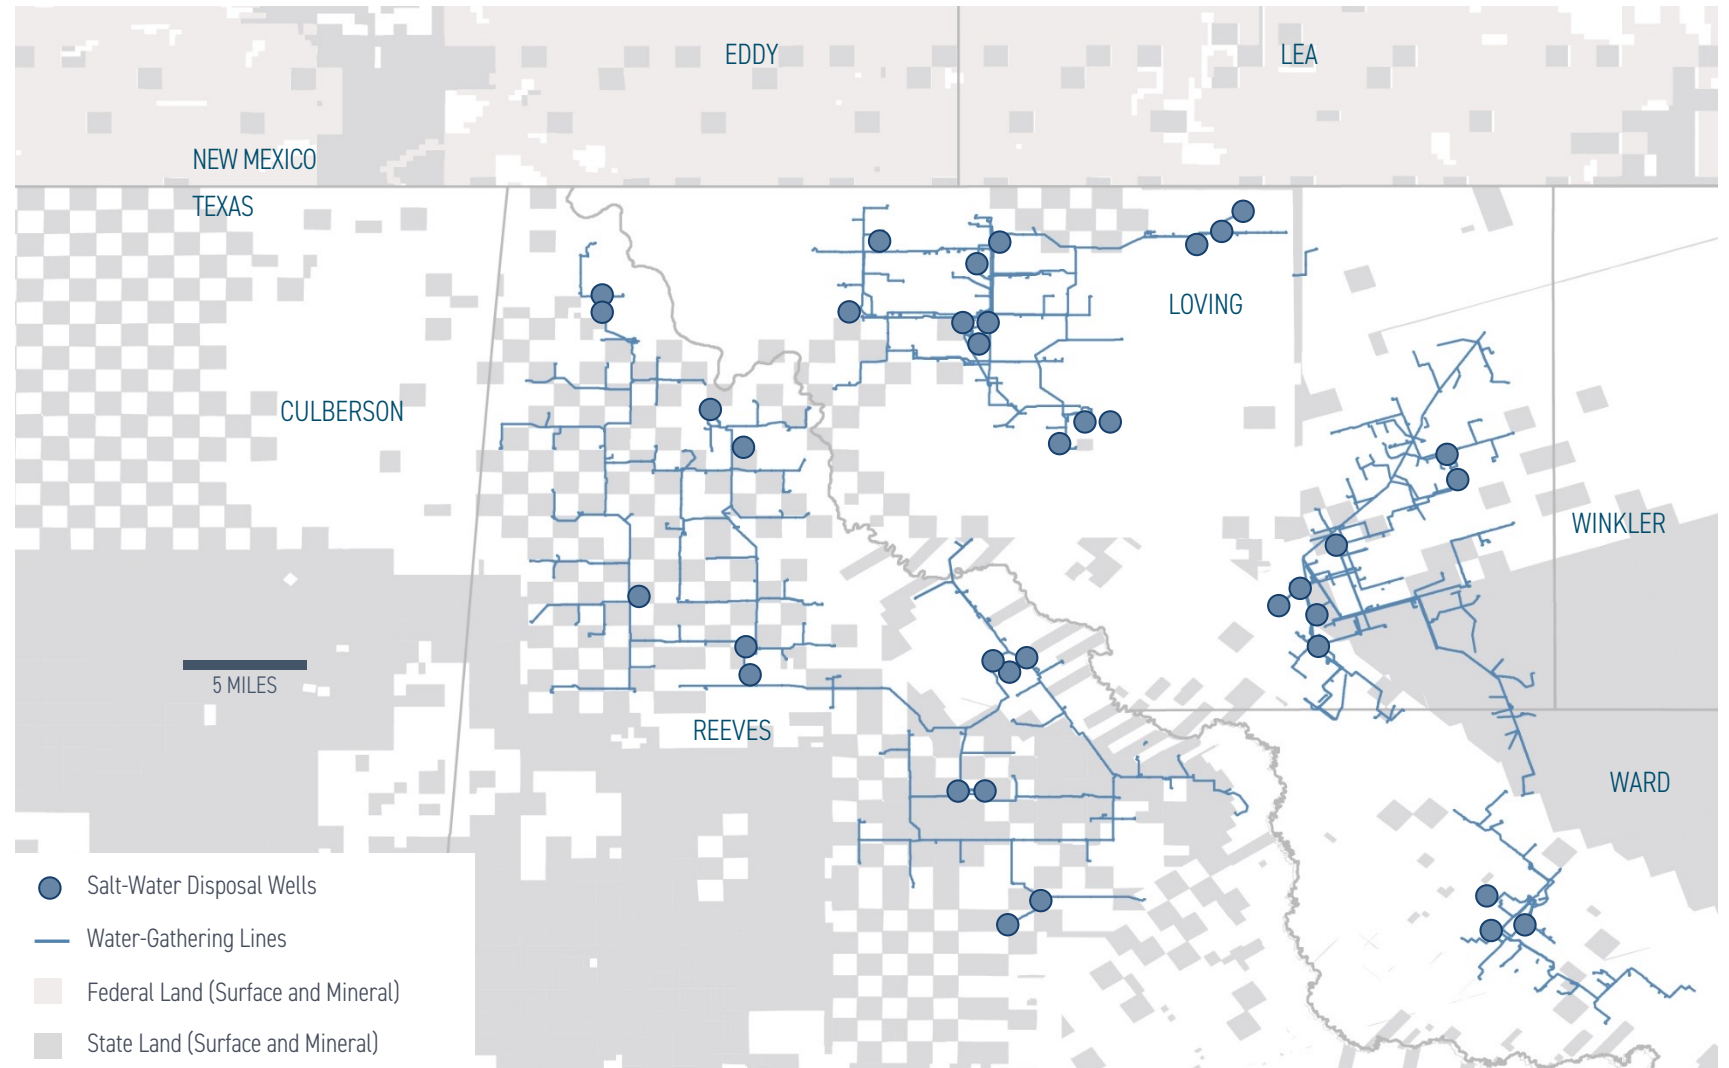 EDDY
LEA
NEW MEXICO
TEXAS
LOVING
CULBERSON
WINKLER
5 MILES
REEVES
WARD
Salt-Water Disposal Wells
Water-Gathering Lines
Federal Land (Surface and Mineral)
State Land (Surface and Mineral)